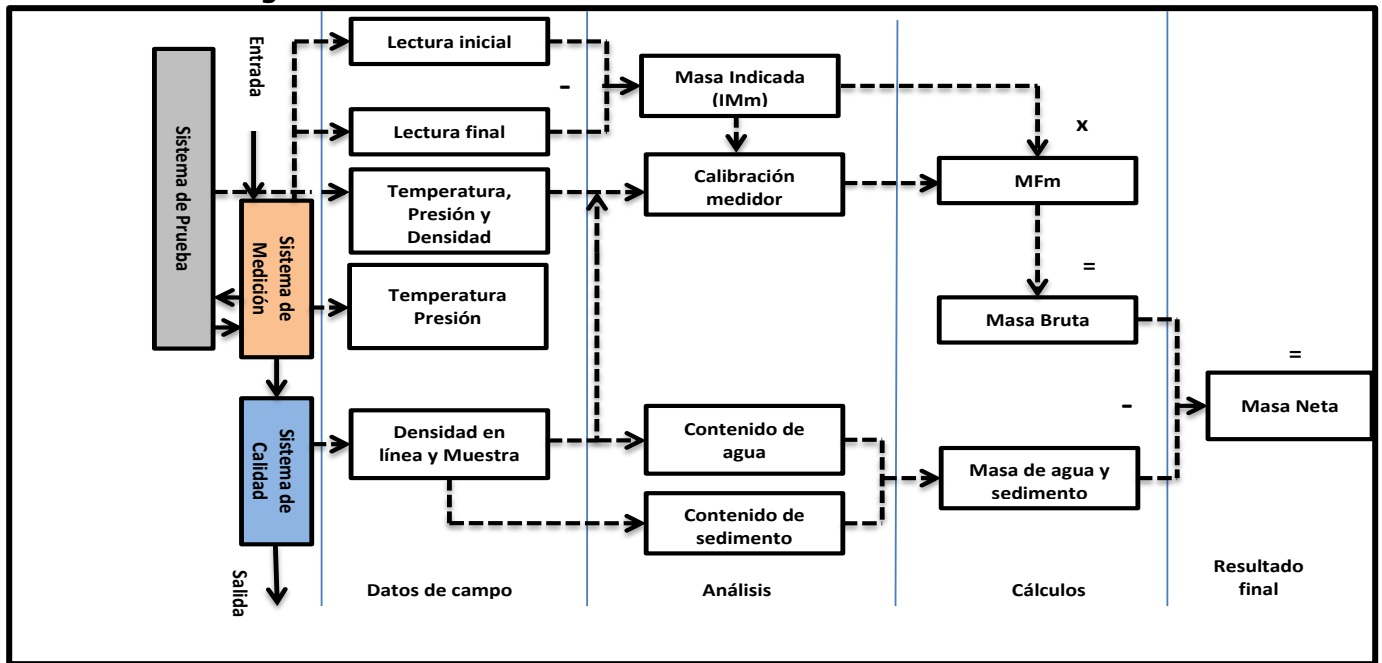 g
Sistema de Prueba
Entrada
Sistema de
Medición
Sistema de
Calidad
Salida
Lectura inicial
-
Lectura final
Temperatura,
Presión y
Densidad
Temperatura
Presión
Densidad en
línea y Muestra
Datos de campo
Masa Indicada
(IMm)
Calibración
medidor
Contenido de
agua
Contenido de
sedimento
Análisis
x
MFm
=
Masa Bruta
-
Masa de agua y
sedimento
Cálculos
=
Masa Neta
Resultado
final